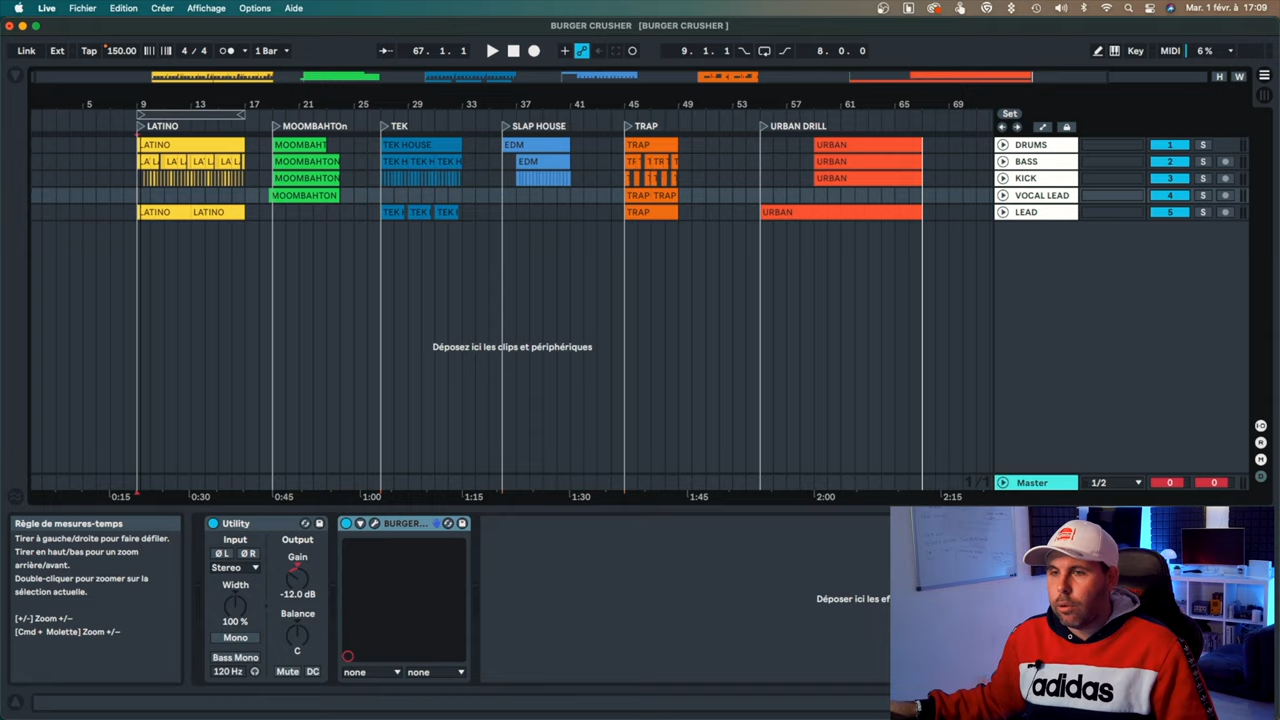 Live Fichier Edition Créer Affichage Options Aide
Mar. 1 févr à 17:09
BURGER CRUSHER [BURGER CRUSHER ]
Link Ext Tap 150.00 4 / 4 1 Bar
67. 1. 1
9. 1. 1
8. 0. 0
Key MIDI 6 %
H W
5 9 13 17 21 25 29 33 37 41 45 49 53 57 61 65 69
Set
LATINO MOOMBAHTOn TEK SLAP HOUSE TRAP URBAN DRILL
LATINO MOOMBAHT TEK HOUSE EDM TRAP URBAN DRUMS 1 S
MOOMBAHTON TEK H TEK H TEK H EDM URBAN BASS 2 S
MOOMBAHTON URBAN KICK 3 S
MOOMBAHTON TRAP TRAP VOCAL LEAD 4 S
LATINO LATINO TRAP URBAN LEAD 5 S
Déposez ici les clips et périphériques
1/1 Master 1/2 0 0
0:15 0:30 0:45 1:00 1:15 1:30 1:45 2:00 2:15
Règle de mesures-temps
Tirer à gauche/droite pour faire défiler.
Tirer en haut/bas pour un zoom
arrière/avant.
Double-cliquer pour zoomer sur la
sélection actuelle.
[+/-] Zoom +/–
[Cmd + Molette] Zoom +/–
Utility
Input Output
Ø L Ø R Gain
Stereo
-12.0 dB
Width
Balance
100 %
Mono C
Bass Mono
120 Hz Mute DC
BURGER...
none none
Déposer ici les ef
adidas